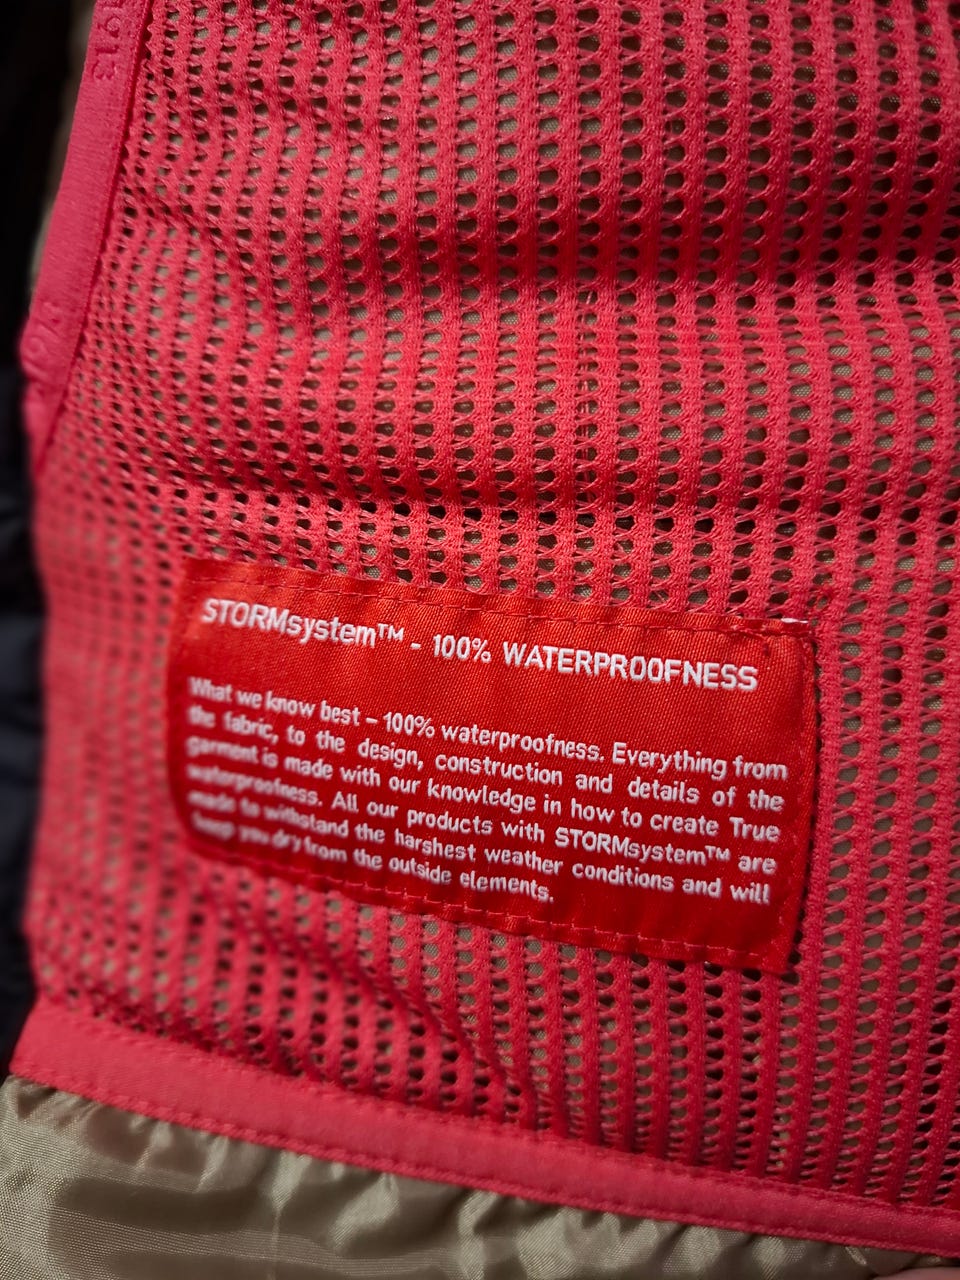 STORMsystem™ - 100% WATERPROOFNESS
What we know best – 100% waterproofness. Everything from
the fabric, to the design, construction and details of the
garment is made with our knowledge in how to create True
waterproofness. All our products with STORMsystem™ are
made to withstand the harshest weather conditions and will
keep you dry from the outside elements.